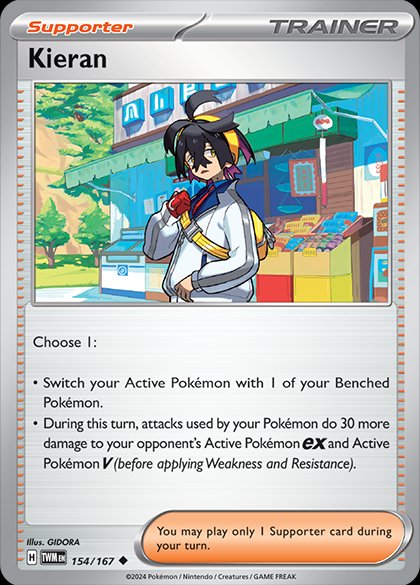 Supporter TRAINER
Kieran
Choose 1:
• Switch your Active Pokémon with 1 of your Benched
Pokémon.
• During this turn, attacks used by your Pokémon do 30 more
damage to your opponent's Active Pokémon ex and Active
Pokémon V (before applying Weakness and Resistance).
Illus. GIDORA
H TWM EN 154/167
You may play only 1 Supporter card during
your turn.
©2024 Pokémon / Nintendo / Creatures / GAME FREAK